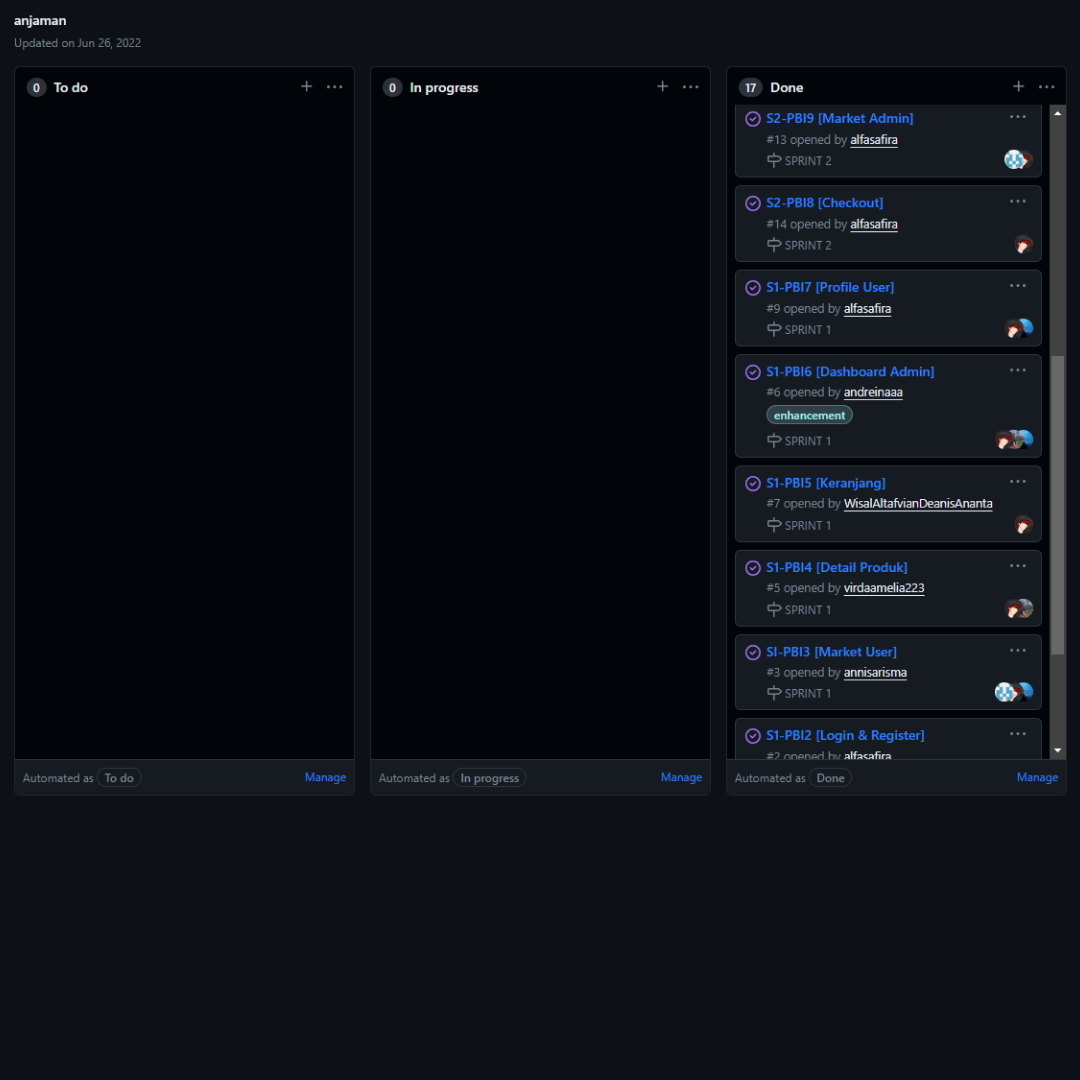 anjaman
Updated on Jun 26, 2022
0 To do
Automated as To do Manage
0 In progress
Automated as In progress Manage
17 Done
S2-PBI9 [Market Admin]
#13 opened by alfasafira
SPRINT 2
S2-PBI8 [Checkout]
#14 opened by alfasafira
SPRINT 2
S1-PBI7 [Profile User]
#9 opened by alfasafira
SPRINT 1
S1-PBI6 [Dashboard Admin]
#6 opened by andreinaaa
enhancement
SPRINT 1
S1-PBI5 [Keranjang]
#7 opened by WisalAltafvianDeanisAnanta
SPRINT 1
S1-PBI4 [Detail Produk]
#5 opened by virdaamelia223
SPRINT 1
SI-PBI3 [Market User]
#3 opened by annisarisma
SPRINT 1
S1-PBI2 [Login & Register]
#2 opened by alfasafira
Automated as Done Manage